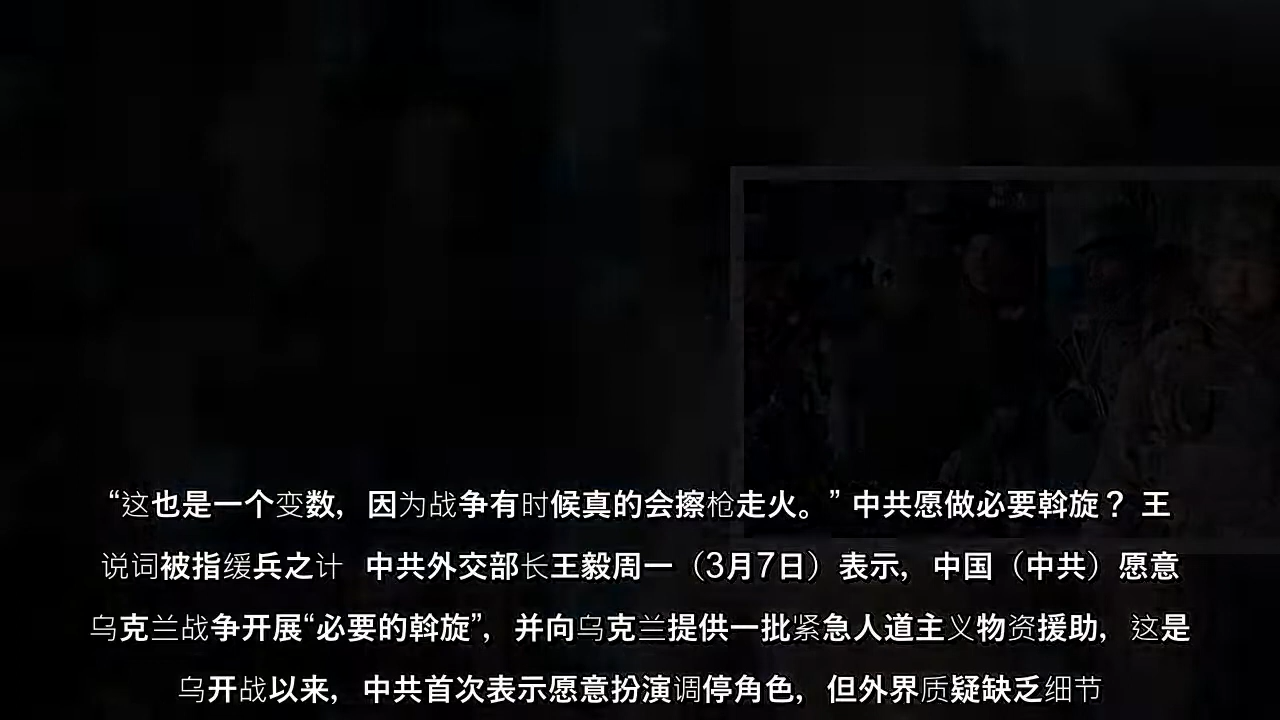 “这也是一个变数，因为战争有时候真的会擦枪走火。”中共愿做必要斡旋？ 王
说词被指缓兵之计 中共外交部长王毅周一（3月7日）表示，中国（中共）愿意
乌克兰战争开展“必要的斡旋”，并向乌克兰提供一批紧急人道主义物资援助，这是
乌开战以来，中共首次表示愿意扮演调停角色，但外界质疑缺乏细节